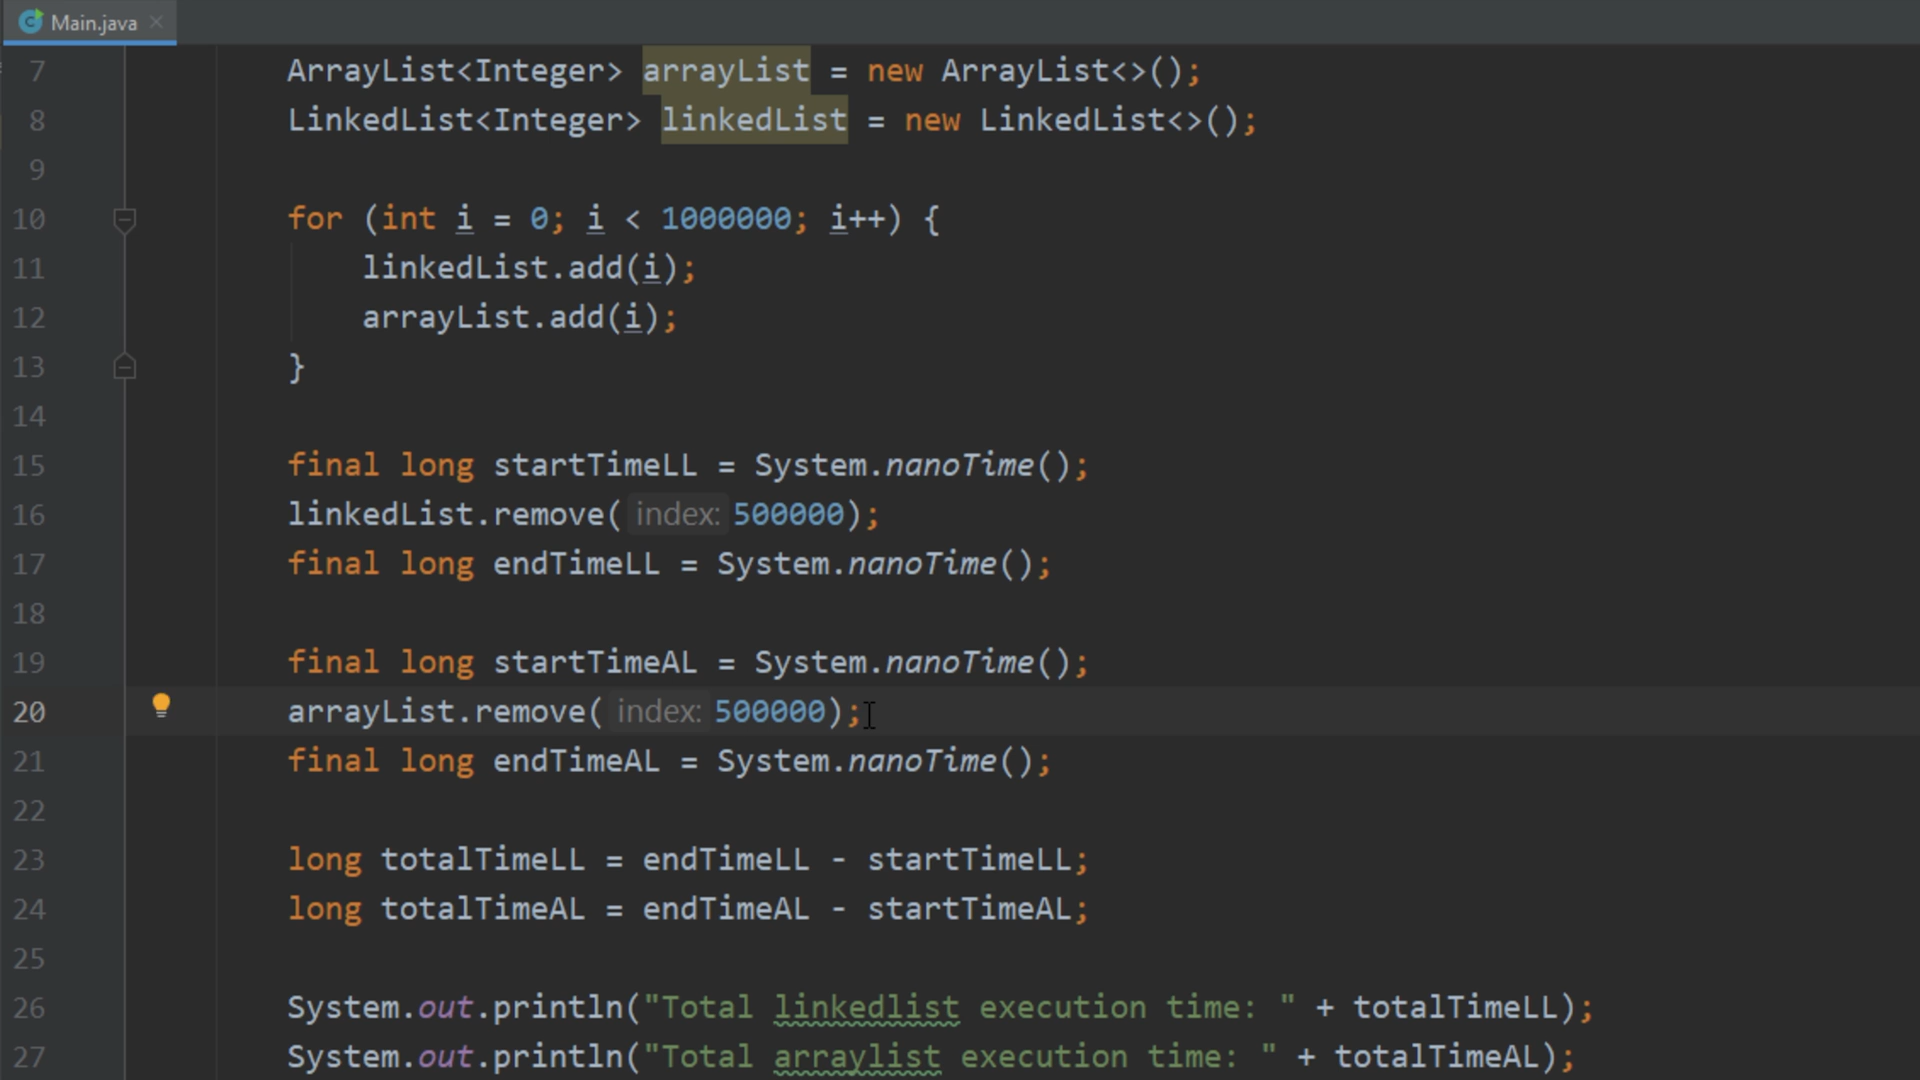 Main.java
7 ArrayList<Integer> arrayList = new ArrayList<>();
8 LinkedList<Integer> linkedList = new LinkedList<>();
9
10 for (int i = 0; i < 1000000; i++) {
11 linkedList.add(i);
12 arrayList.add(i);
13 }
14
15 final long startTimeLL = System.nanoTime();
16 linkedList.remove( index: 500000);
17 final long endTimeLL = System.nanoTime();
18
19 final long startTimeAL = System.nanoTime();
20 arrayList.remove( index: 500000);
21 final long endTimeAL = System.nanoTime();
22
23 long totalTimeLL = endTimeLL - startTimeLL;
24 long totalTimeAL = endTimeAL - startTimeAL;
25
26 System.out.println("Total linkedlist execution time: " + totalTimeLL);
27 System.out.println("Total arraylist execution time: " + totalTimeAL);